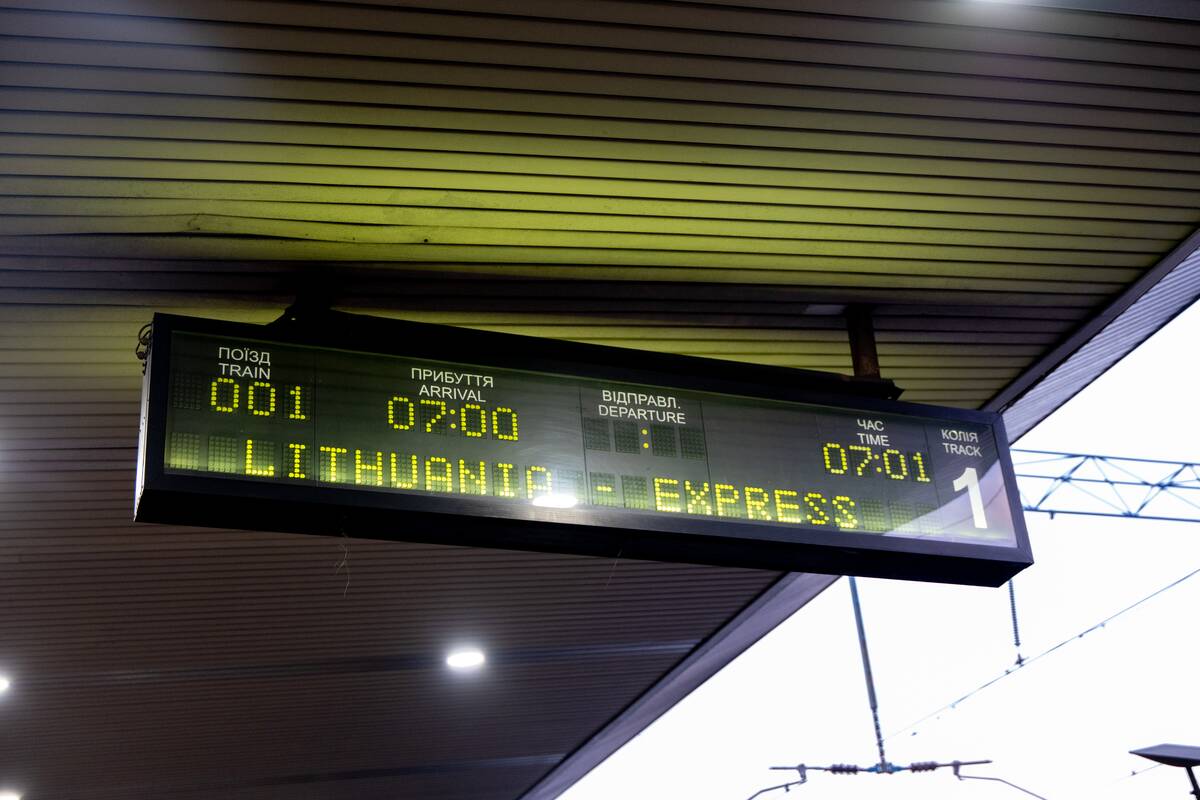 ПОЇЗД
TRAIN
001
ПРИБУТТЯ
ARRIVAL
07:00
ВІДПРАВЛ.
DEPARTURE
:
ЧАС
TIME
07:01
КОЛІЯ
TRACK
1
LITHUANIA - EXPRESS